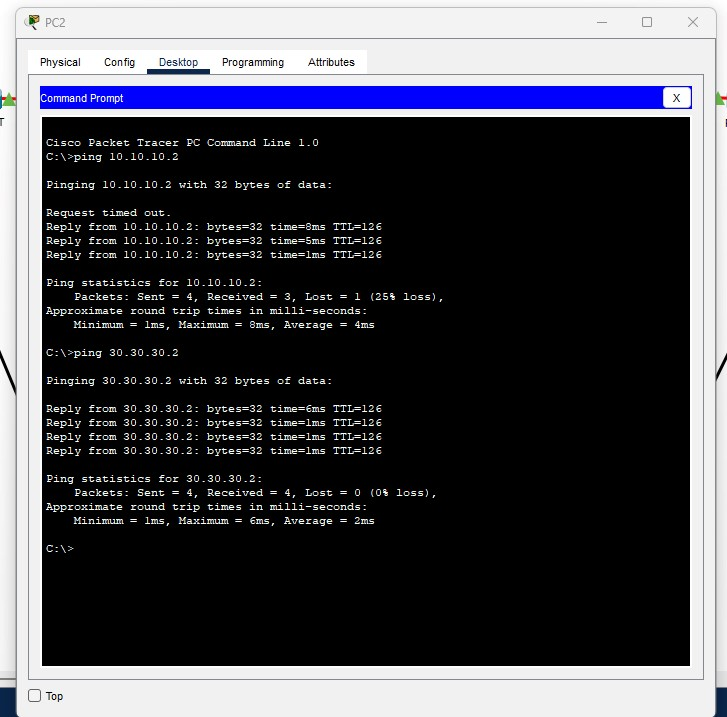 PC2
Physical Config Desktop Programming Attributes
Command Prompt
X
Cisco Packet Tracer PC Command Line 1.0
C:\>ping 10.10.10.2
Pinging 10.10.10.2 with 32 bytes of data:
Request timed out.
Reply from 10.10.10.2: bytes=32 time=8ms TTL=126
Reply from 10.10.10.2: bytes=32 time=5ms TTL=126
Reply from 10.10.10.2: bytes=32 time=1ms TTL=126
Ping statistics for 10.10.10.2:
Packets: Sent = 4, Received = 3, Lost = 1 (25% loss),
Approximate round trip times in milli-seconds:
Minimum = 1ms, Maximum = 8ms, Average = 4ms
C:\>ping 30.30.30.2
Pinging 30.30.30.2 with 32 bytes of data:
Reply from 30.30.30.2: bytes=32 time=6ms TTL=126
Reply from 30.30.30.2: bytes=32 time=1ms TTL=126
Reply from 30.30.30.2: bytes=32 time=1ms TTL=126
Reply from 30.30.30.2: bytes=32 time=1ms TTL=126
Ping statistics for 30.30.30.2:
Packets: Sent = 4, Received = 4, Lost = 0 (0% loss),
Approximate round trip times in milli-seconds:
Minimum = 1ms, Maximum = 6ms, Average = 2ms
C:\>
Top